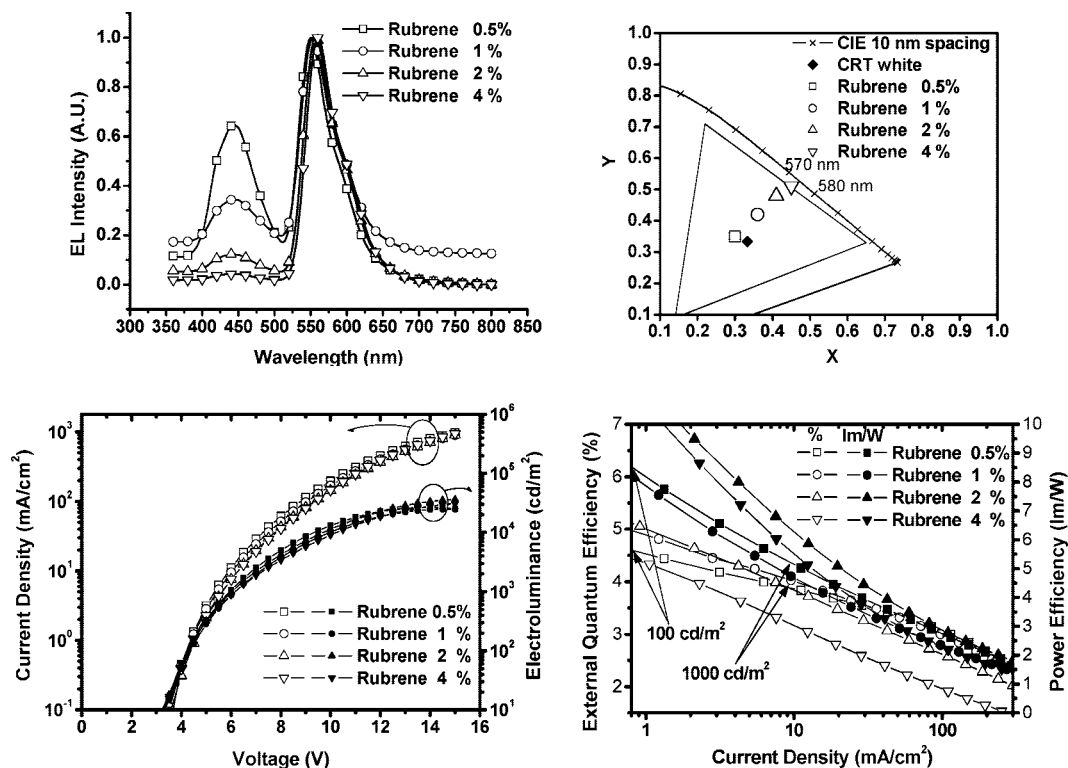 Rubrene 0.5%
Rubrene 1 %
Rubrene 2 %
Rubrene 4 %
1.0
0.8
0.6
0.4
0.2
0.0
EL Intensity (A.U.)
300 350 400 450 500 550 600 650 700 750 800 850
Wavelength (nm)
CIE 10 nm spacing
CRT white
Rubrene 0.5%
Rubrene 1 %
Rubrene 2 %
Rubrene 4 %
570 nm
580 nm
1.0
0.9
0.8
0.7
0.6
0.5
0.4
0.3
0.2
0.1
Y
0.1 0.2 0.3 0.4 0.5 0.6 0.7 0.8 0.9 1.0
X
10³
10²
10¹
10⁰
10⁻¹
Current Density (mA/cm²)
10⁶
10⁵
10⁴
10³
10²
10¹
Electroluminance (cd/m²)
Rubrene 0.5%
Rubrene 1 %
Rubrene 2 %
Rubrene 4 %
0 2 4 6 8 10 12 14 16
Voltage (V)
% lm/W
Rubrene 0.5%
Rubrene 1 %
Rubrene 2 %
Rubrene 4 %
100 cd/m²
1000 cd/m²
7
6
5
4
3
2
External Quantum Efficiency (%)
10
9
8
7
6
5
4
3
2
1
0
Power Efficiency (lm/W)
1 10 100
Current Density (mA/cm²)